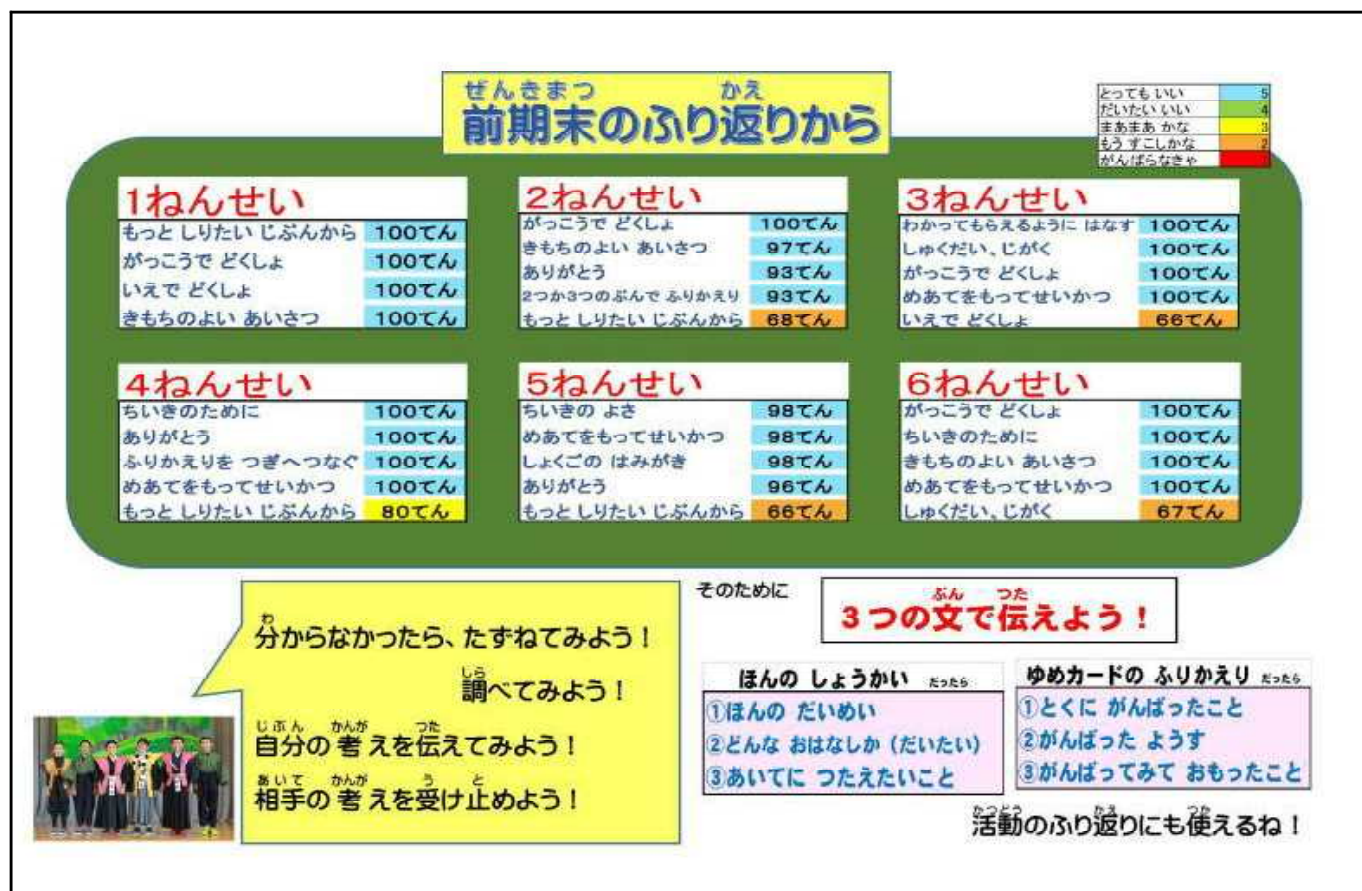 ぜんきまつ かえ
前期末のふり返りから
とっても いい 5
だいたい いい 4
まあまあ かな 3
もう すこしかな 2
がんばらなきゃ
1ねんせい
もっと しりたい じぶんから 100てん
がっこうで どくしょ 100てん
いえで どくしょ 100てん
きもちのよい あいさつ 100てん
2ねんせい
がっこうで どくしょ 100てん
きもちのよい あいさつ 97てん
ありがとう 93てん
2つか3つのぶんで ふりかえり 93てん
もっと しりたい じぶんから 68てん
3ねんせい
わかってもらえるように はなす 100てん
しゅくだい、じがく 100てん
がっこうで どくしょ 100てん
めあてをもってせいかつ 100てん
いえで どくしょ 66てん
4ねんせい
ちいきのために 100てん
ありがとう 100てん
ふりかえりを つぎへつなぐ 100てん
めあてをもってせいかつ 100てん
もっと しりたい じぶんから 80てん
5ねんせい
ちいきの よさ 98てん
めあてをもってせいかつ 98てん
しょくごの はみがき 98てん
ありがとう 96てん
もっと しりたい じぶんから 66てん
6ねんせい
がっこうで どくしょ 100てん
ちいきのために 100てん
きもちのよい あいさつ 100てん
めあてをもってせいかつ 100てん
しゅくだい、じがく 67てん
わ
分からなかったら、たずねてみよう!
しら
調べてみよう!
じぶん かんが つた
自分の考えを伝えてみよう!
あいて かんが う と
相手の考えを受け止めよう!
そのために
ぶん つた
3つの文で伝えよう!
ほんの しょうかい だったら
①ほんの だいめい
②どんな おはなしか(だいたい)
③あいてに つたえたいこと
ゆめカードの ふりかえり だったら
①とくに がんばったこと
②がんばった ようす
③がんばってみて おもったこと
かつどう かえ つか
活動のふり返りにも使えるね!